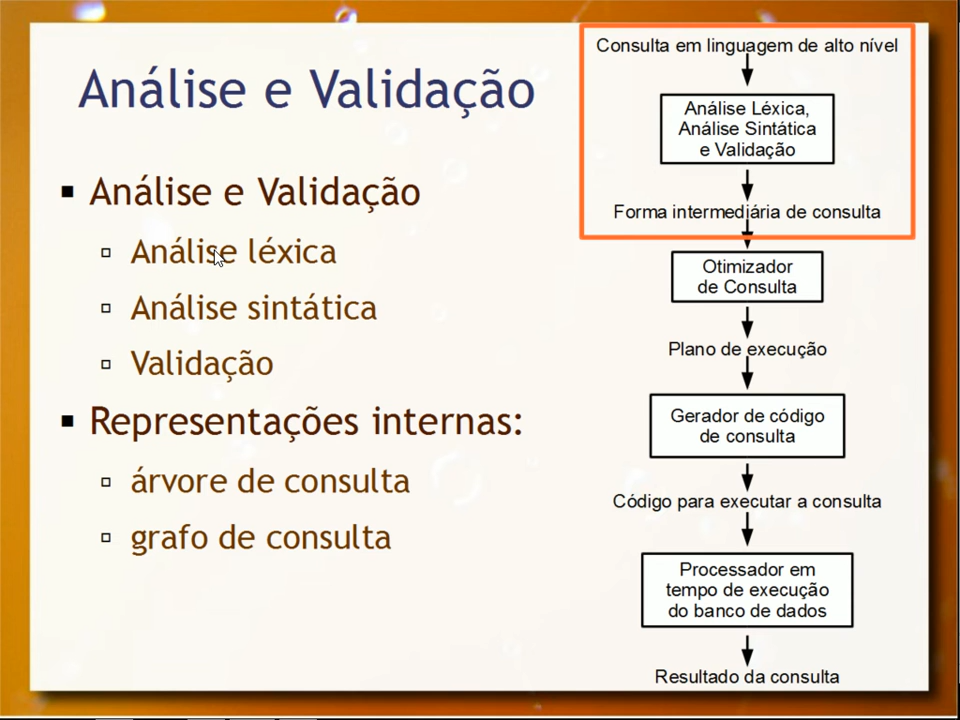 Análise e Validação
▪ Análise e Validação
▫ Análise léxica
▫ Análise sintática
▫ Validação
▪ Representações internas:
▫ árvore de consulta
▫ grafo de consulta
Consulta em linguagem de alto nível
Análise Léxica,
Análise Sintática
e Validação
Forma intermediária de consulta
Otimizador
de Consulta
Plano de execução
Gerador de código
de consulta
Código para executar a consulta
Processador em
tempo de execução
do banco de dados
Resultado da consulta